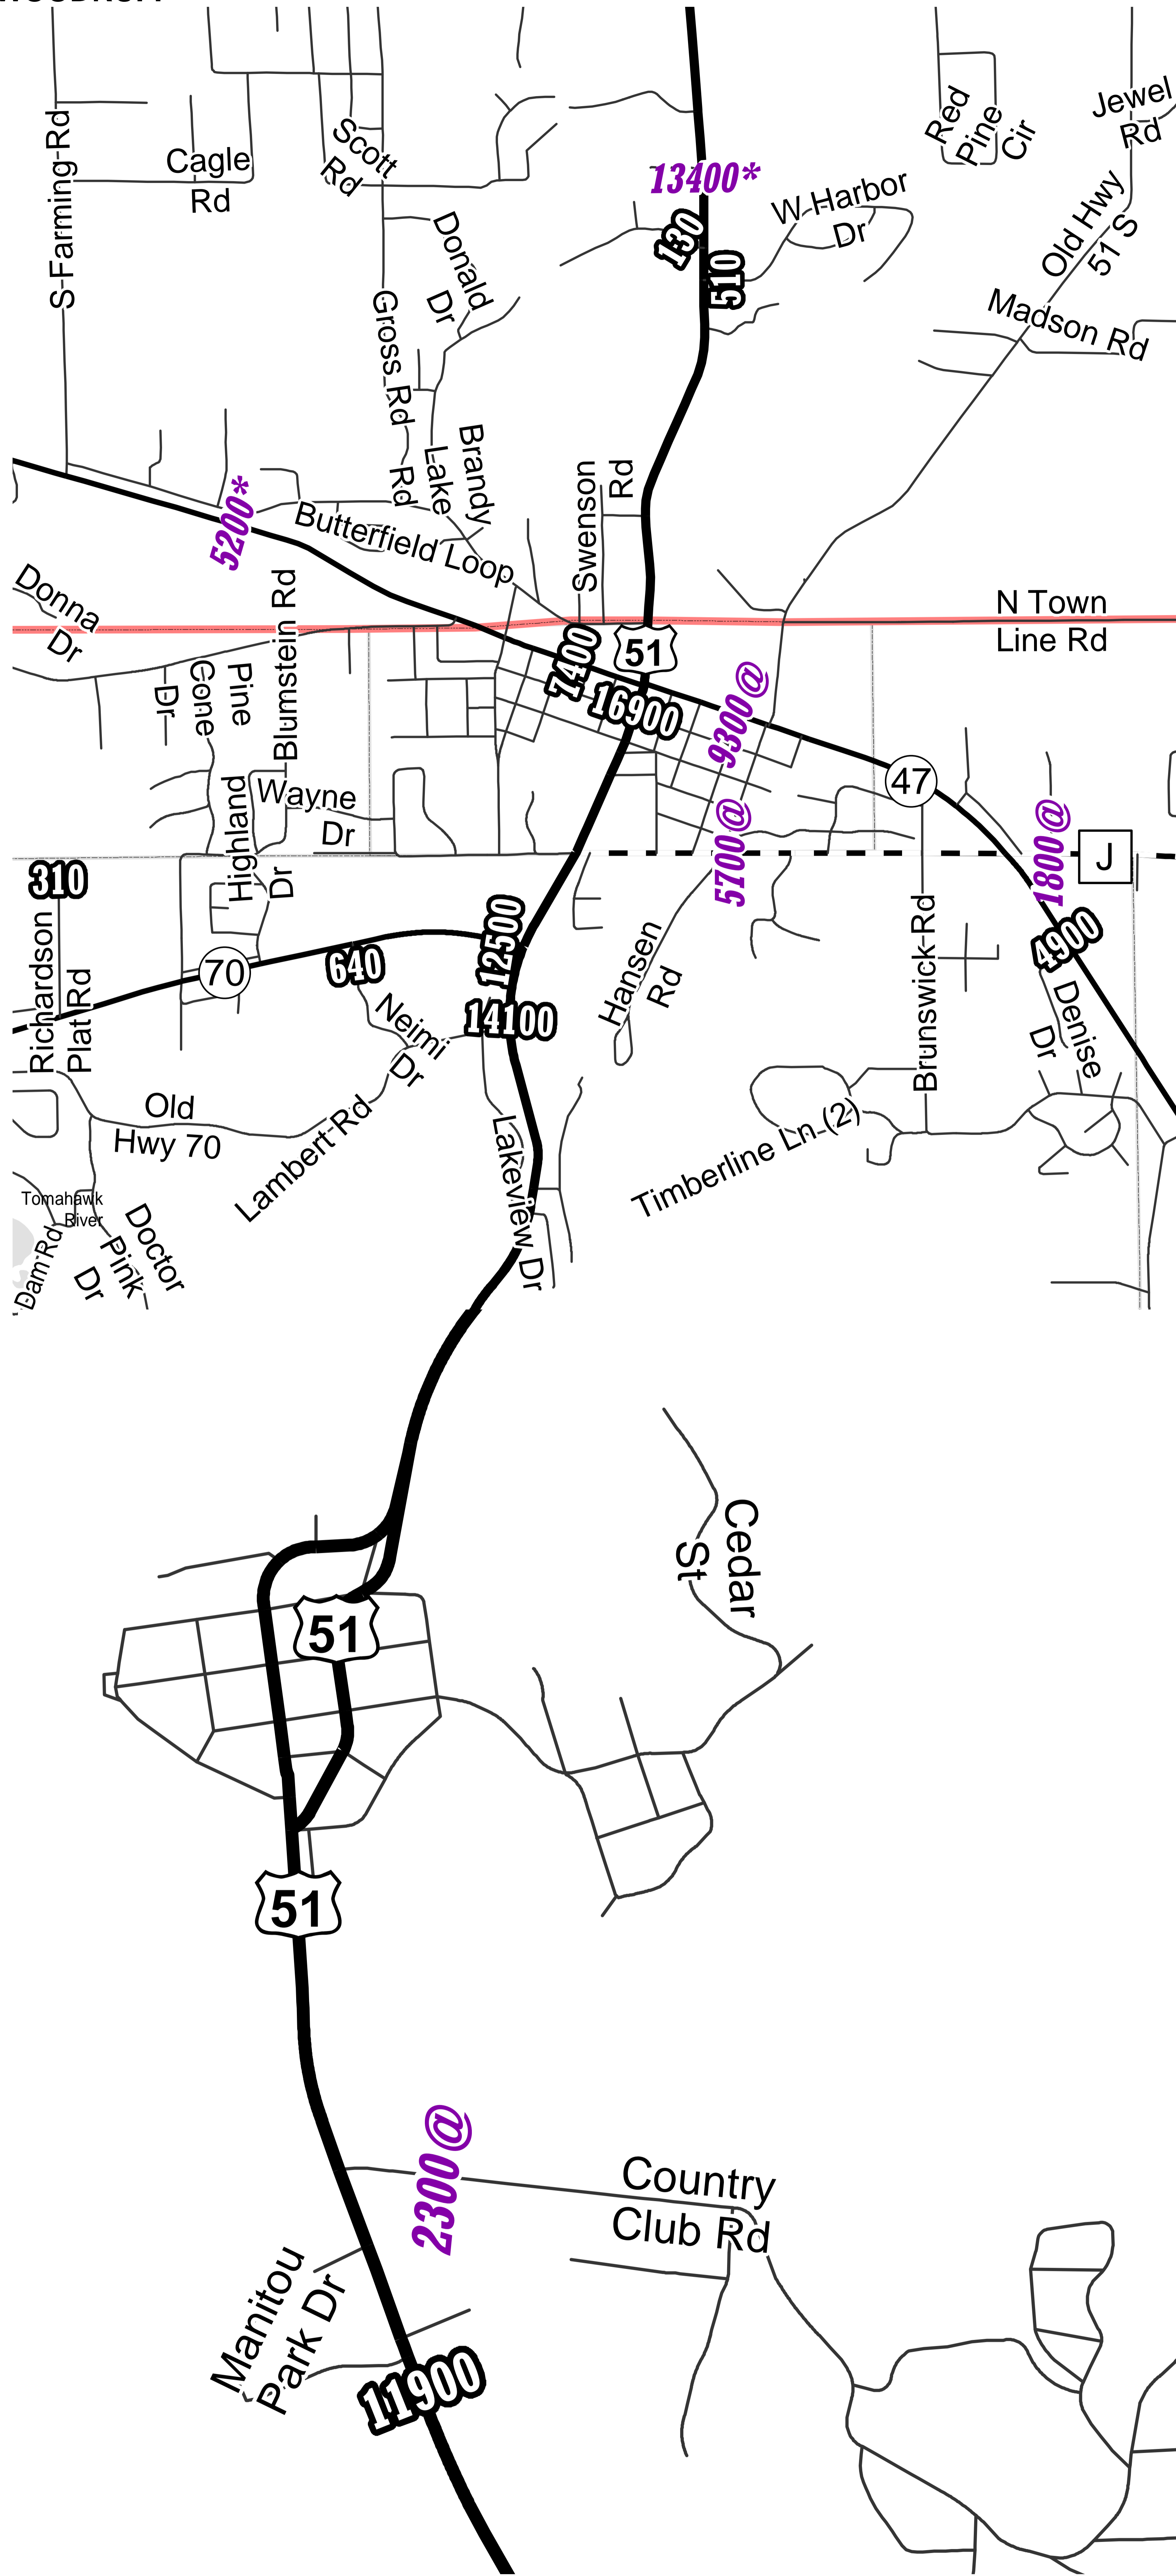 S Farming Rd
Cagle
Rd
Scott
Rd
Donald
Dr
Gross Rd
Rd
Lake
Brandy
13400*
130
510
W Harbor
Dr
Red
Pine
Cir
Jewel
Rd
Old Hwy
51 S
Madson Rd
5200*
Butterfield Loop
Swenson
Rd
Donna
Dr
N Town
Line Rd
51
7400
16900
9300@
Blumstein Rd
Pine
Cone
Dr
Wayne
Dr
Highland
Dr
47
5700@
1800@
J
310
Richardson
Plat Rd
70
640
12500
14100
Neimi
Dr
Hansen
Rd
Brunswick Rd
4900
Denise
Dr
Old
Hwy 70
Lambert Rd
Lakeview Dr
Timberline Ln (2)
Tomahawk
River
Dam Rd
Doctor
Pink
Dr
Cedar
St
51
51
2300@
Country
Club Rd
Manitou
Park Dr
11900